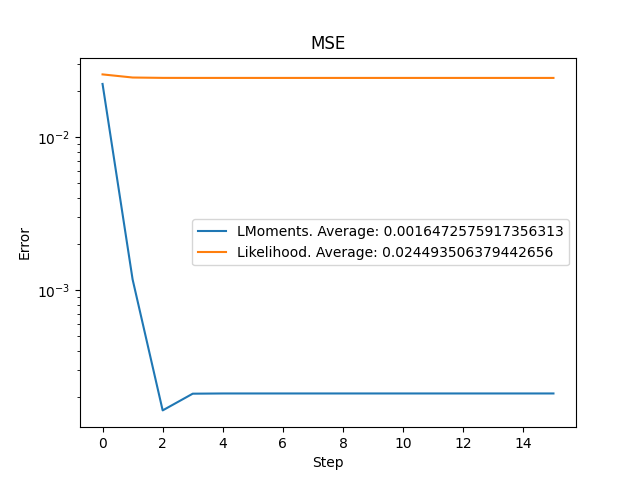 MSE
10⁻²
10⁻³
Error
LMoments. Average: 0.0016472575917356313
Likelihood. Average: 0.024493506379442656
0 2 4 6 8 10 12 14
Step